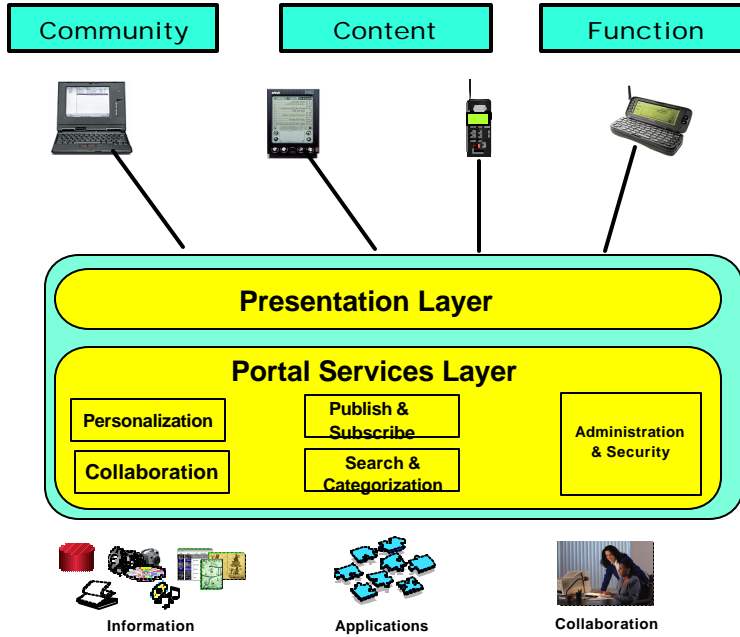 Community
Content
Function
Presentation Layer
Portal Services Layer
Personalization
Publish &
Subscribe
Administration
& Security
Collaboration
Search &
Categorization
Information
Applications
Collaboration